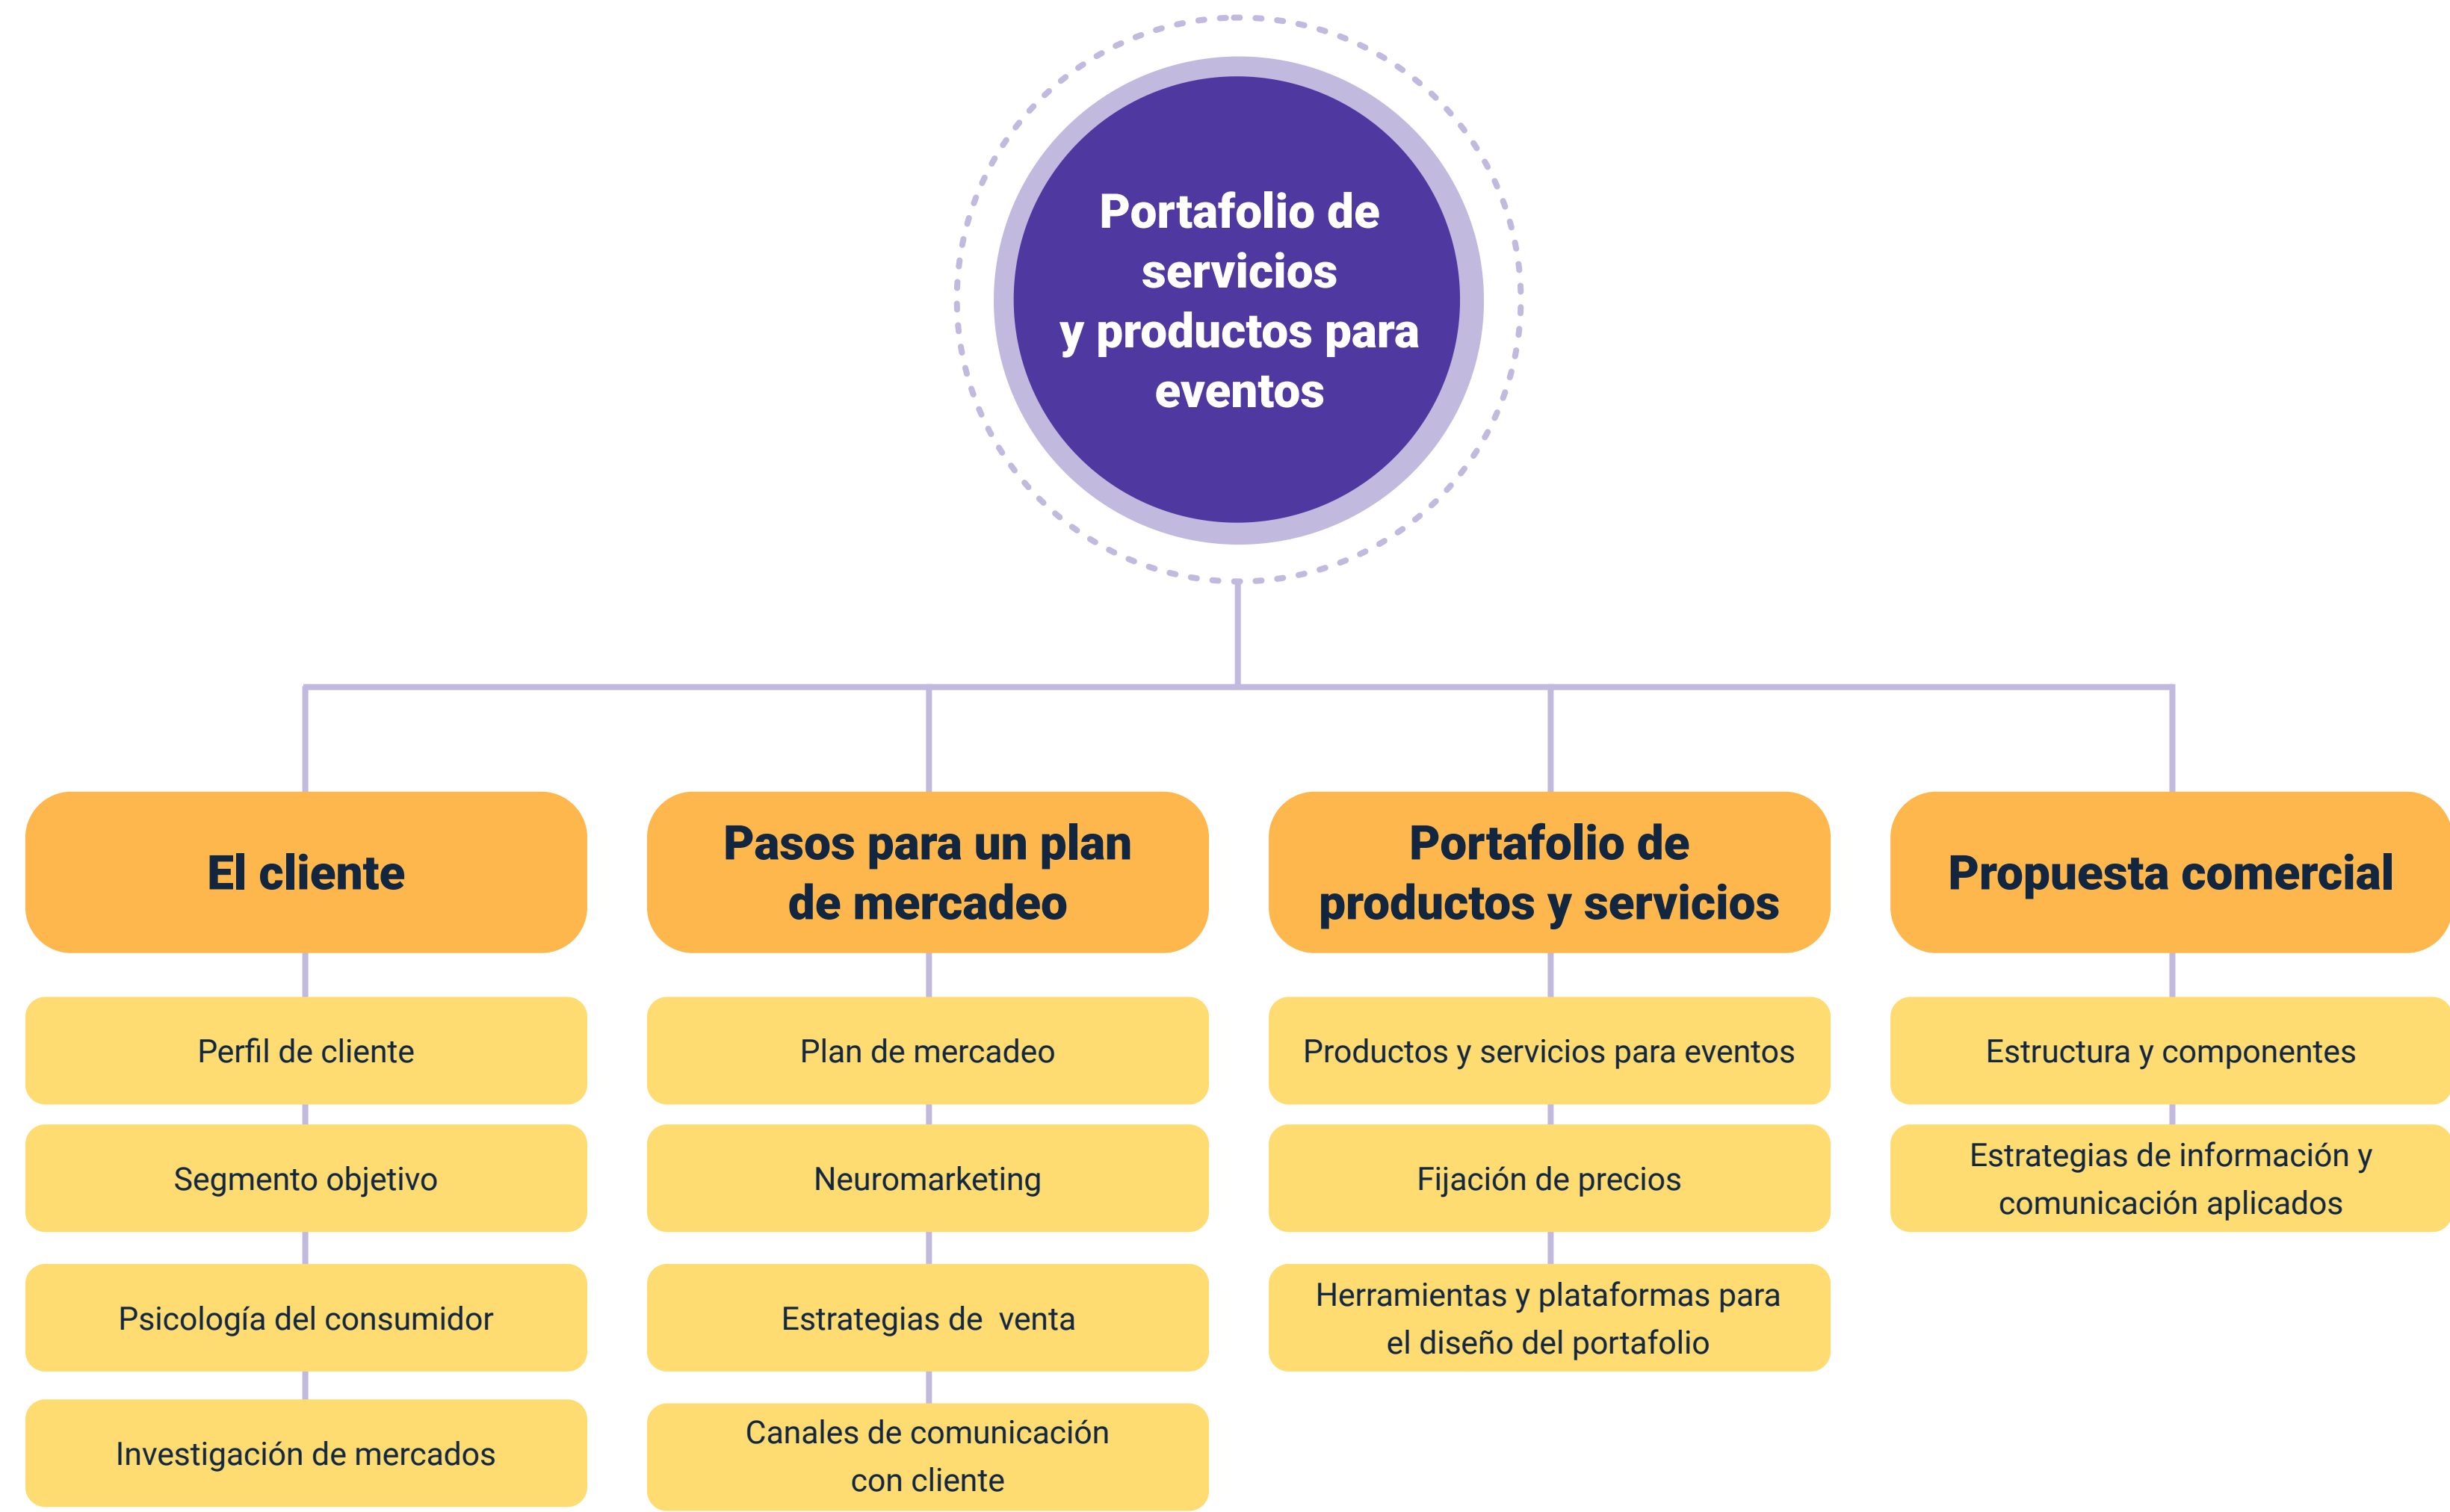 Portafolio de
servicios
y productos para
eventos
El cliente
Perfil de cliente
Segmento objetivo
Psicología del consumidor
Investigación de mercados
Pasos para un plan
de mercadeo
Plan de mercadeo
Neuromarketing
Estrategias de venta
Canales de comunicación
con cliente
Portafolio de
productos y servicios
Productos y servicios para eventos
Fijación de precios
Herramientas y plataformas para
el diseño del portafolio
Propuesta comercial
Estructura y componentes
Estrategias de información y
comunicación aplicados